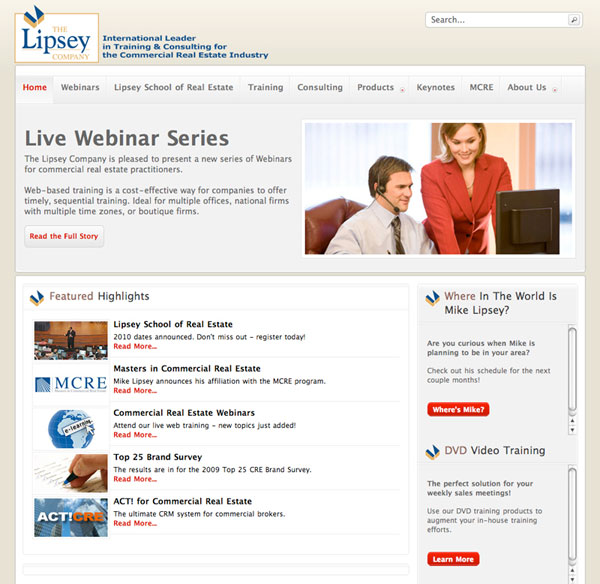 THE
Lipsey
COMPANY
International Leader
in Training & Consulting for
the Commercial Real Estate Industry
Search...
Home Webinars Lipsey School of Real Estate Training Consulting Products Keynotes MCRE About Us
Live Webinar Series
The Lipsey Company is pleased to present a new series of Webinars
for commercial real estate practitioners.
Web-based training is a cost-effective way for companies to offer
timely, sequential training. Ideal for multiple offices, national firms
with multiple time zones, or boutique firms.
Read the Full Story
Featured Highlights
Lipsey School of Real Estate
2010 dates announced. Don't miss out - register today!
Read More...
MCRE
Masters in Commercial Real Estate
Mike Lipsey announces his affiliation with the MCRE program.
Read More...
e-learning
Commercial Real Estate Webinars
Attend our live web training - new topics just added!
Read More...
Top 25 Brand Survey
The results are in for the 2009 Top 25 CRE Brand Survey.
Read More...
ACT!CRE
ACT! for Commercial Real Estate
The ultimate CRM system for commercial brokers.
Read More...
Where In The World Is
Mike Lipsey?
Are you curious when Mike is
planning to be in your area?
Check out his schedule for the next
couple months!
Where's Mike?
DVD Video Training
The perfect solution for your
weekly sales meetings!
Use our DVD training products to
augment your in-house training
efforts.
Learn More